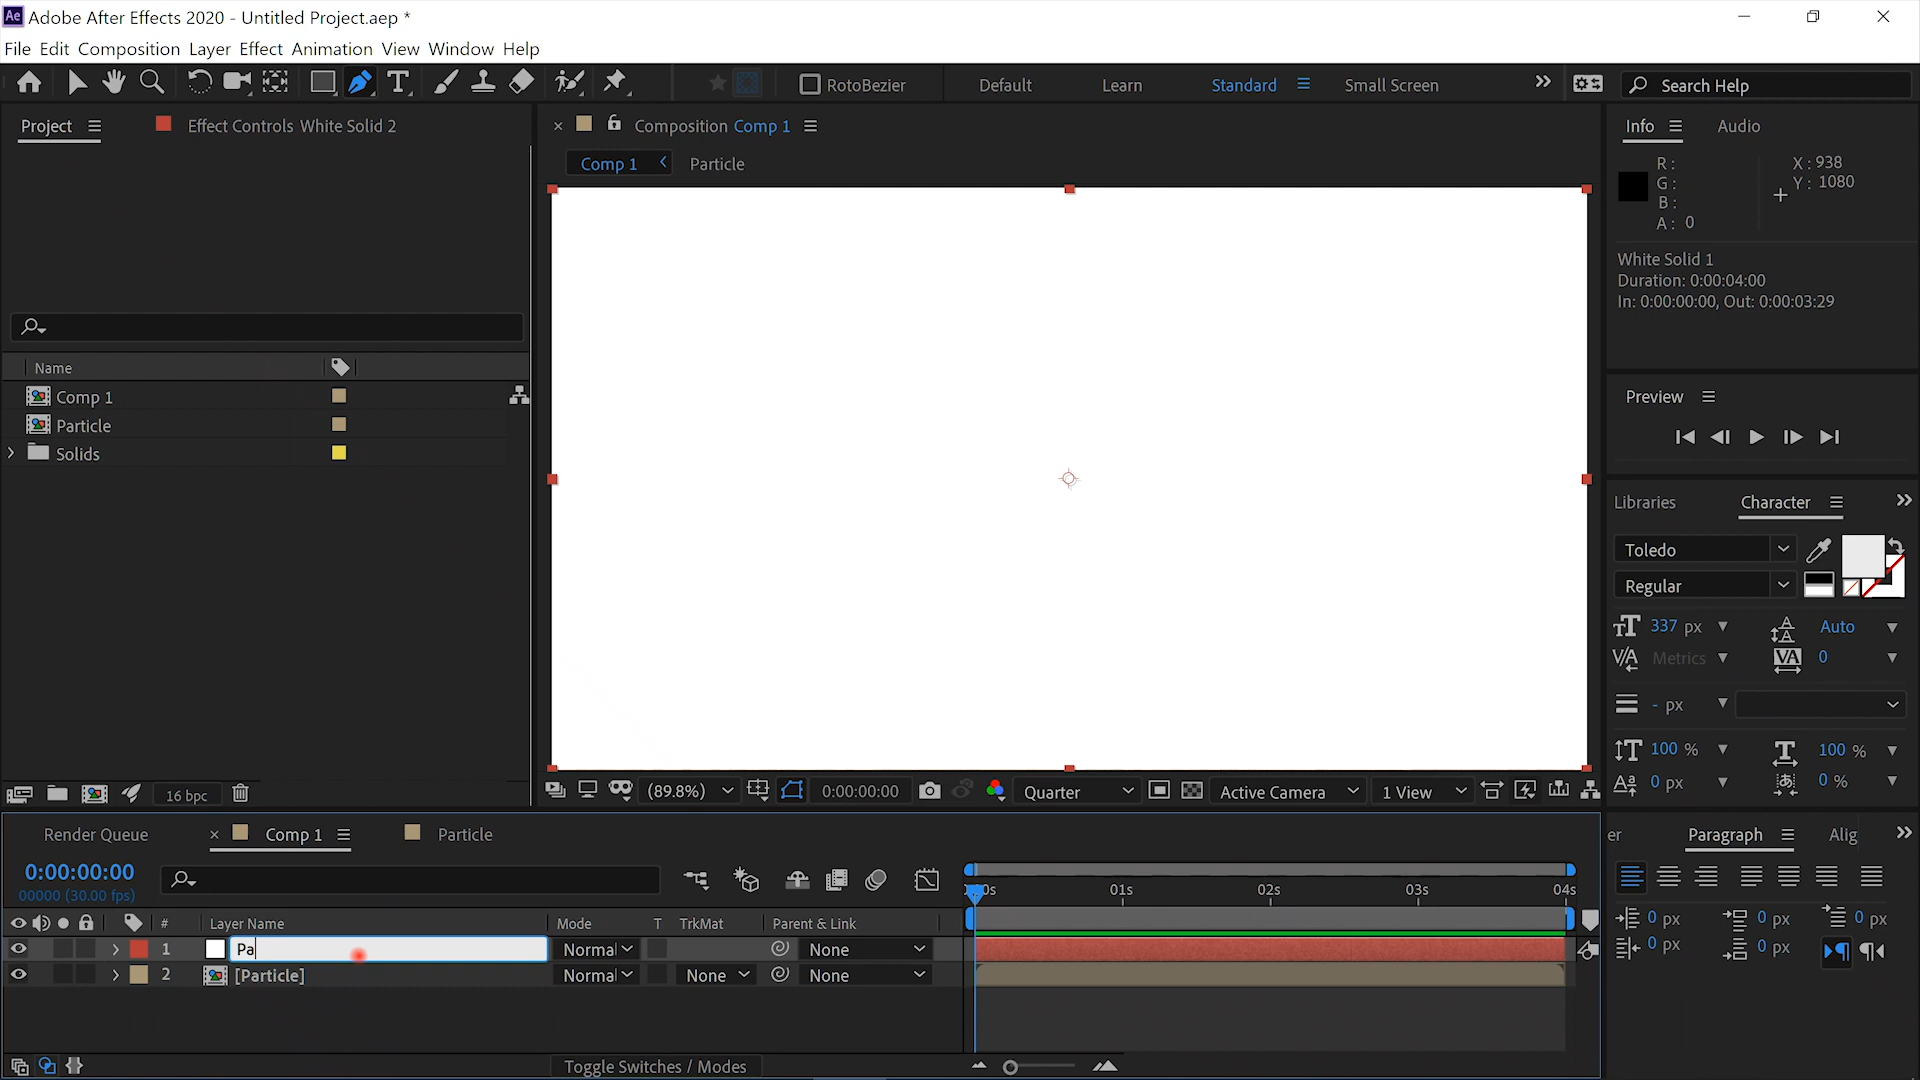 Ae Adobe After Effects 2020 - Untitled Project.aep *
File Edit Composition Layer Effect Animation View Window Help
RotoBezier Default Learn Standard Small Screen Search Help
Project Effect Controls White Solid 2
Composition Comp 1
Comp 1 Particle
Info Audio
R: X: 938
G: Y: 1080
B:
A: 0
White Solid 1
Duration: 0:00:04:00
In: 0:00:00:00, Out: 0:00:03:29
Name
Comp 1
Particle
Solids
Preview
Libraries Character
Toledo
Regular
337 px Auto
Metrics 0
- px
100 % 100 %
0 px 0 %
16 bpc
(89.8%) 0:00:00:00 Quarter Active Camera 1 View
Render Queue Comp 1 Particle
0:00:00:00
00000 (30.00 fps)
01s 02s 03s 04s
# Layer Name Mode T TrkMat Parent & Link
1 Pa Normal None
2 [Particle] Normal None None
Toggle Switches / Modes
er Paragraph Alig
0 px 0 px 0 px
0 px 0 px